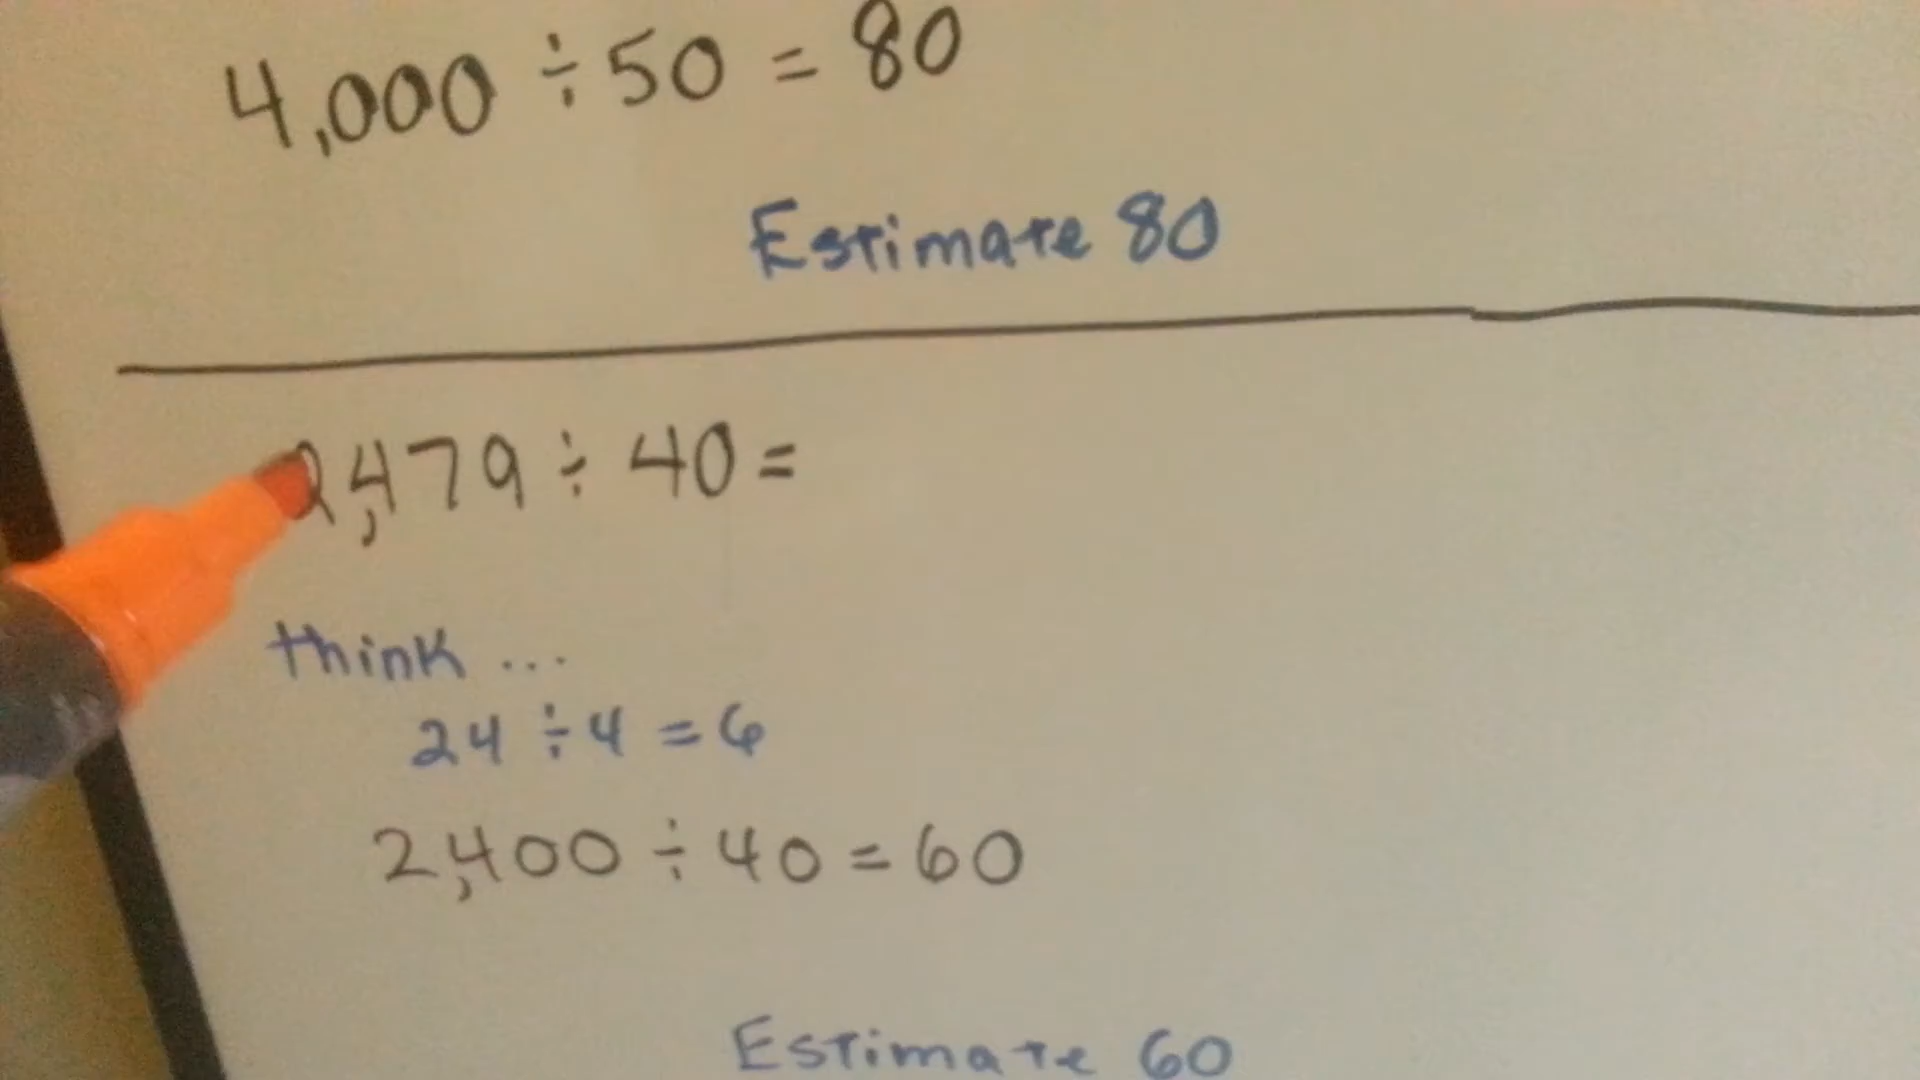 4,000 ÷ 50 = 80
Estimate 80
2,479 ÷ 40 =
think ...
24 ÷ 4 = 6
2,400 ÷ 40 = 60
Estimate 60